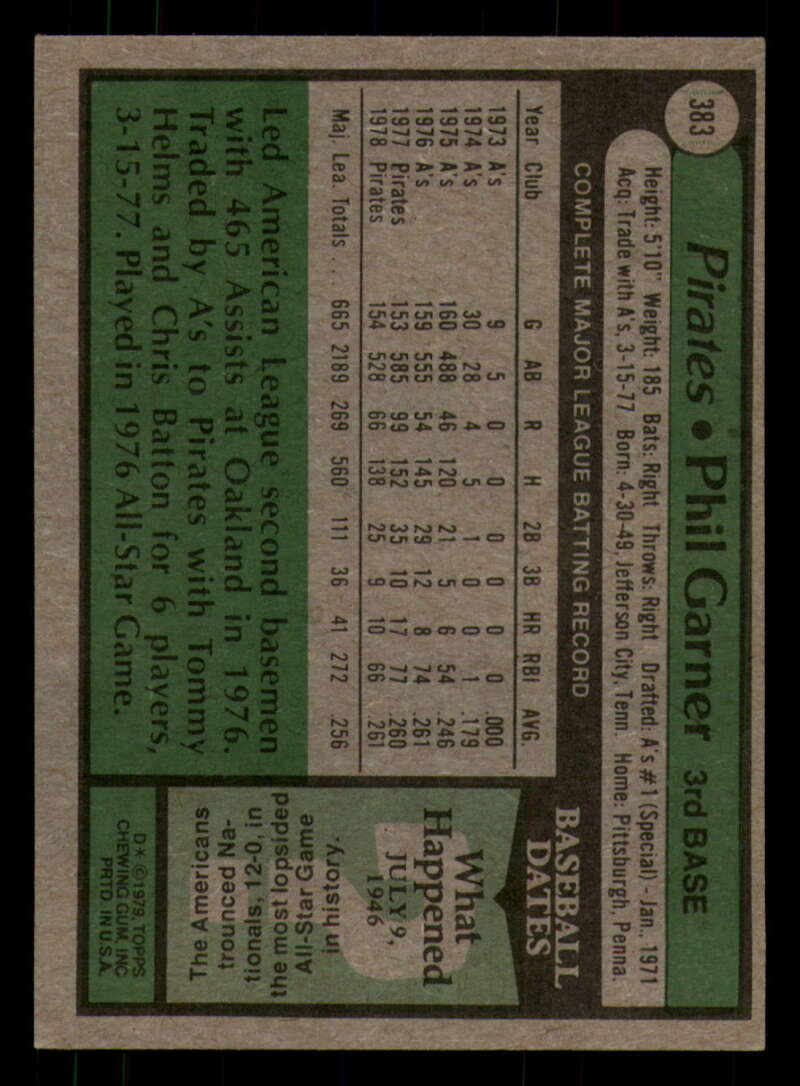 383
Pirates • Phil Garner 3rd BASE
Height: 5'10" Weight: 185 Bats: Right Throws: Right Drafted: A's #1 (Special) - Jan., 1971
Acq: Trade with A's, 3-15-77 Born: 4-30-49, Jefferson City, Tenn. Home: Pittsburgh, Penna.
COMPLETE MAJOR LEAGUE BATTING RECORD
Year Club G AB R H 2B 3B HR RBI AVG.
1973 A's 9 5 0 0 0 0 0 0 .000
1974 A's 30 28 4 5 1 0 0 1 .179
1975 A's 160 488 46 120 21 5 6 54 .246
1976 A's 159 555 54 145 29 12 8 74 .261
1977 Pirates 153 585 99 152 35 10 17 77 .260
1978 Pirates 154 528 66 138 25 9 10 66 .261
Maj. Lea. Totals . . . 665 2189 269 560 111 36 41 272 .256
Led American League second basemen
with 465 Assists at Oakland in 1976.
Traded by A's to Pirates with Tommy
Helms and Chris Batton for 6 players,
3-15-77. Played in 1976 All-Star Game.
BASEBALL
DATES
What
Happened
JULY 9,
1946
The Americans
trounced Na-
tionals, 12-0, in
the most lopsided
All-Star Game
in history.
D* ©1979, TOPPS
CHEWING GUM, INC
PRTD. IN U.S.A.